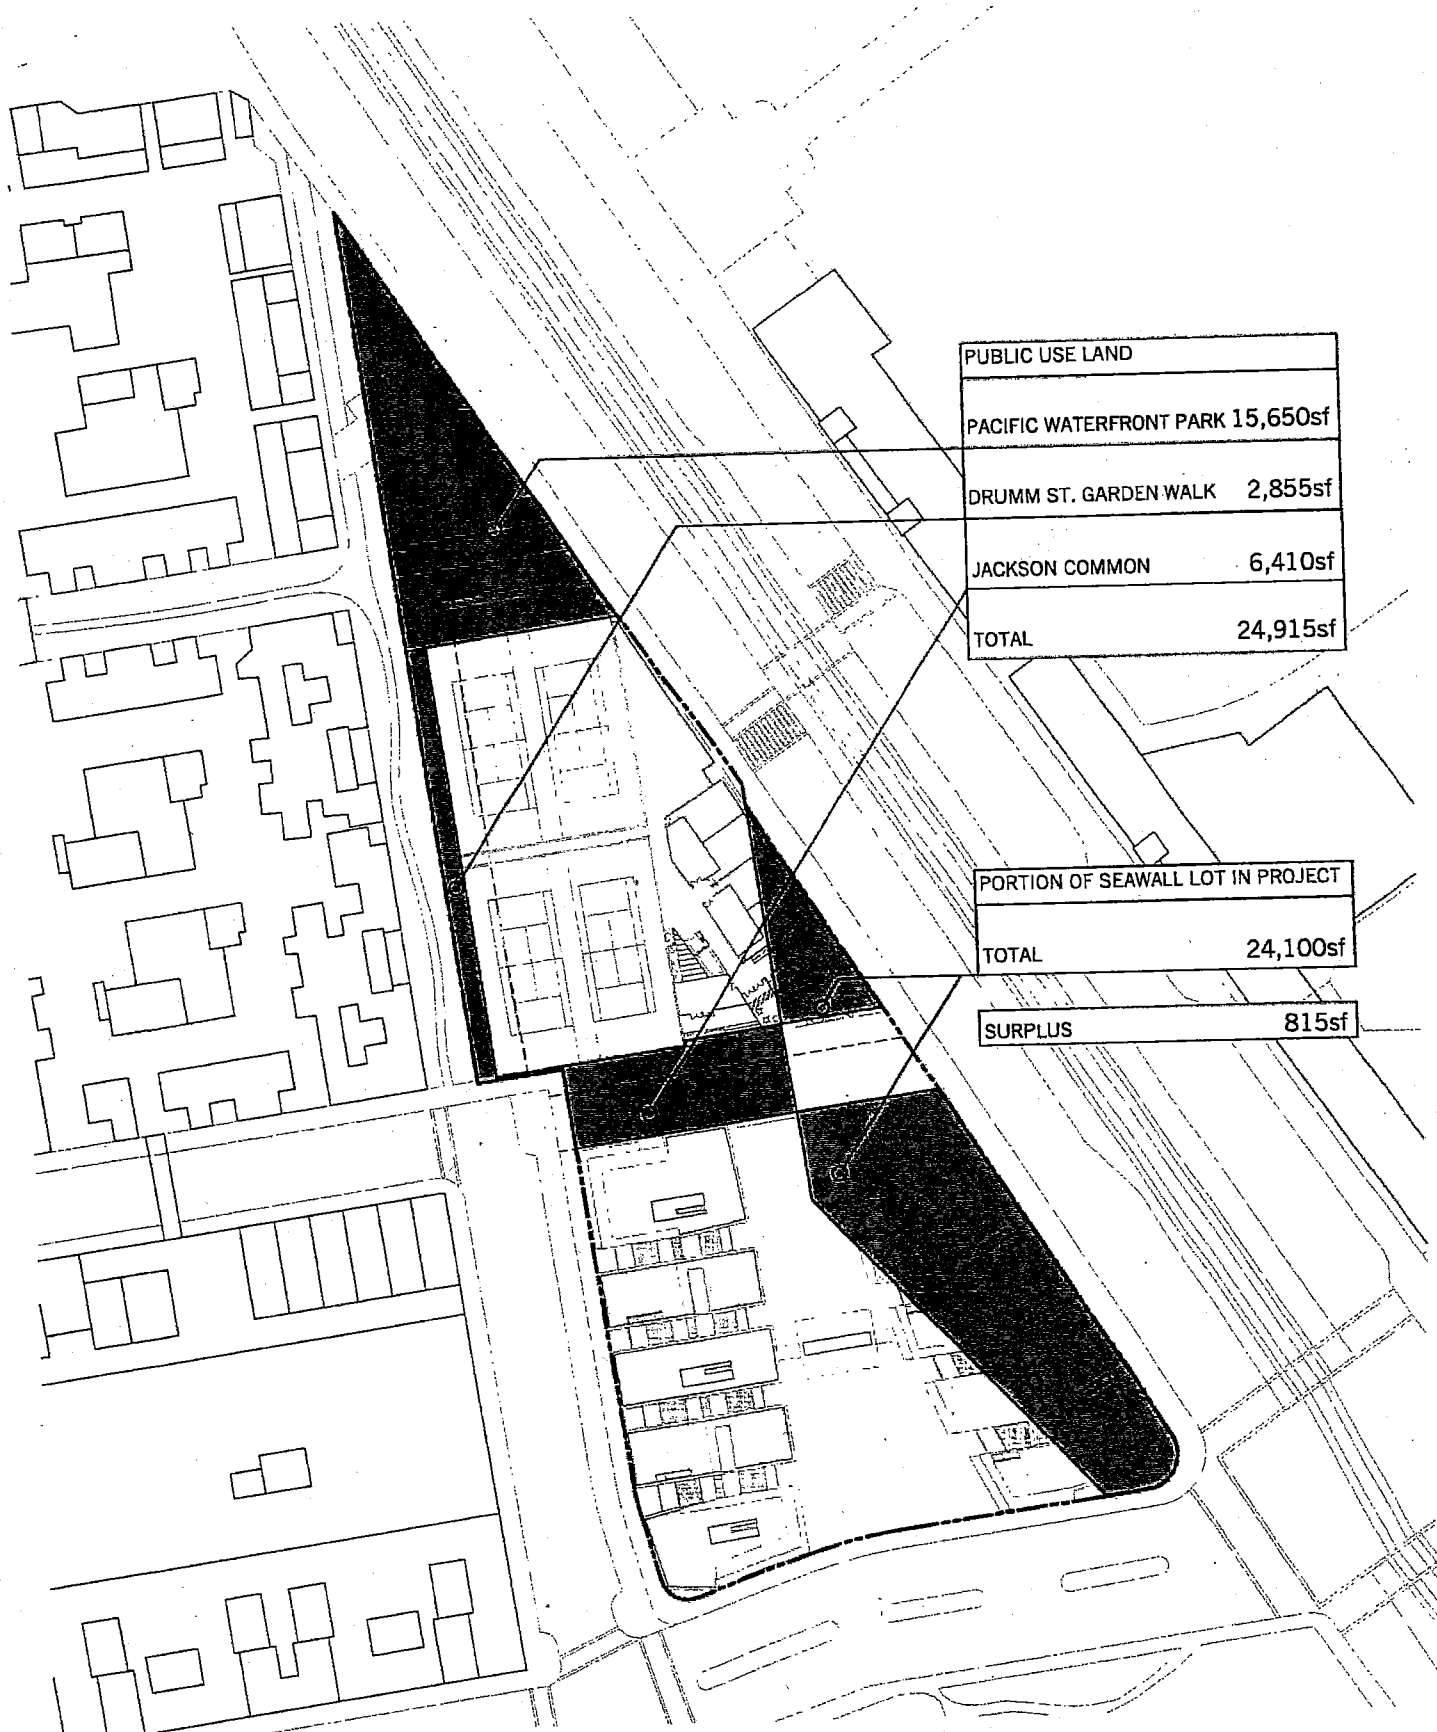 PUBLIC USE LAND
PACIFIC WATERFRONT PARK 15,650sf
DRUMM ST. GARDEN WALK 2,855sf
JACKSON COMMON 6,410sf
TOTAL 24,915sf
PORTION OF SEAWALL LOT IN PROJECT
TOTAL 24,100sf
SURPLUS 815sf